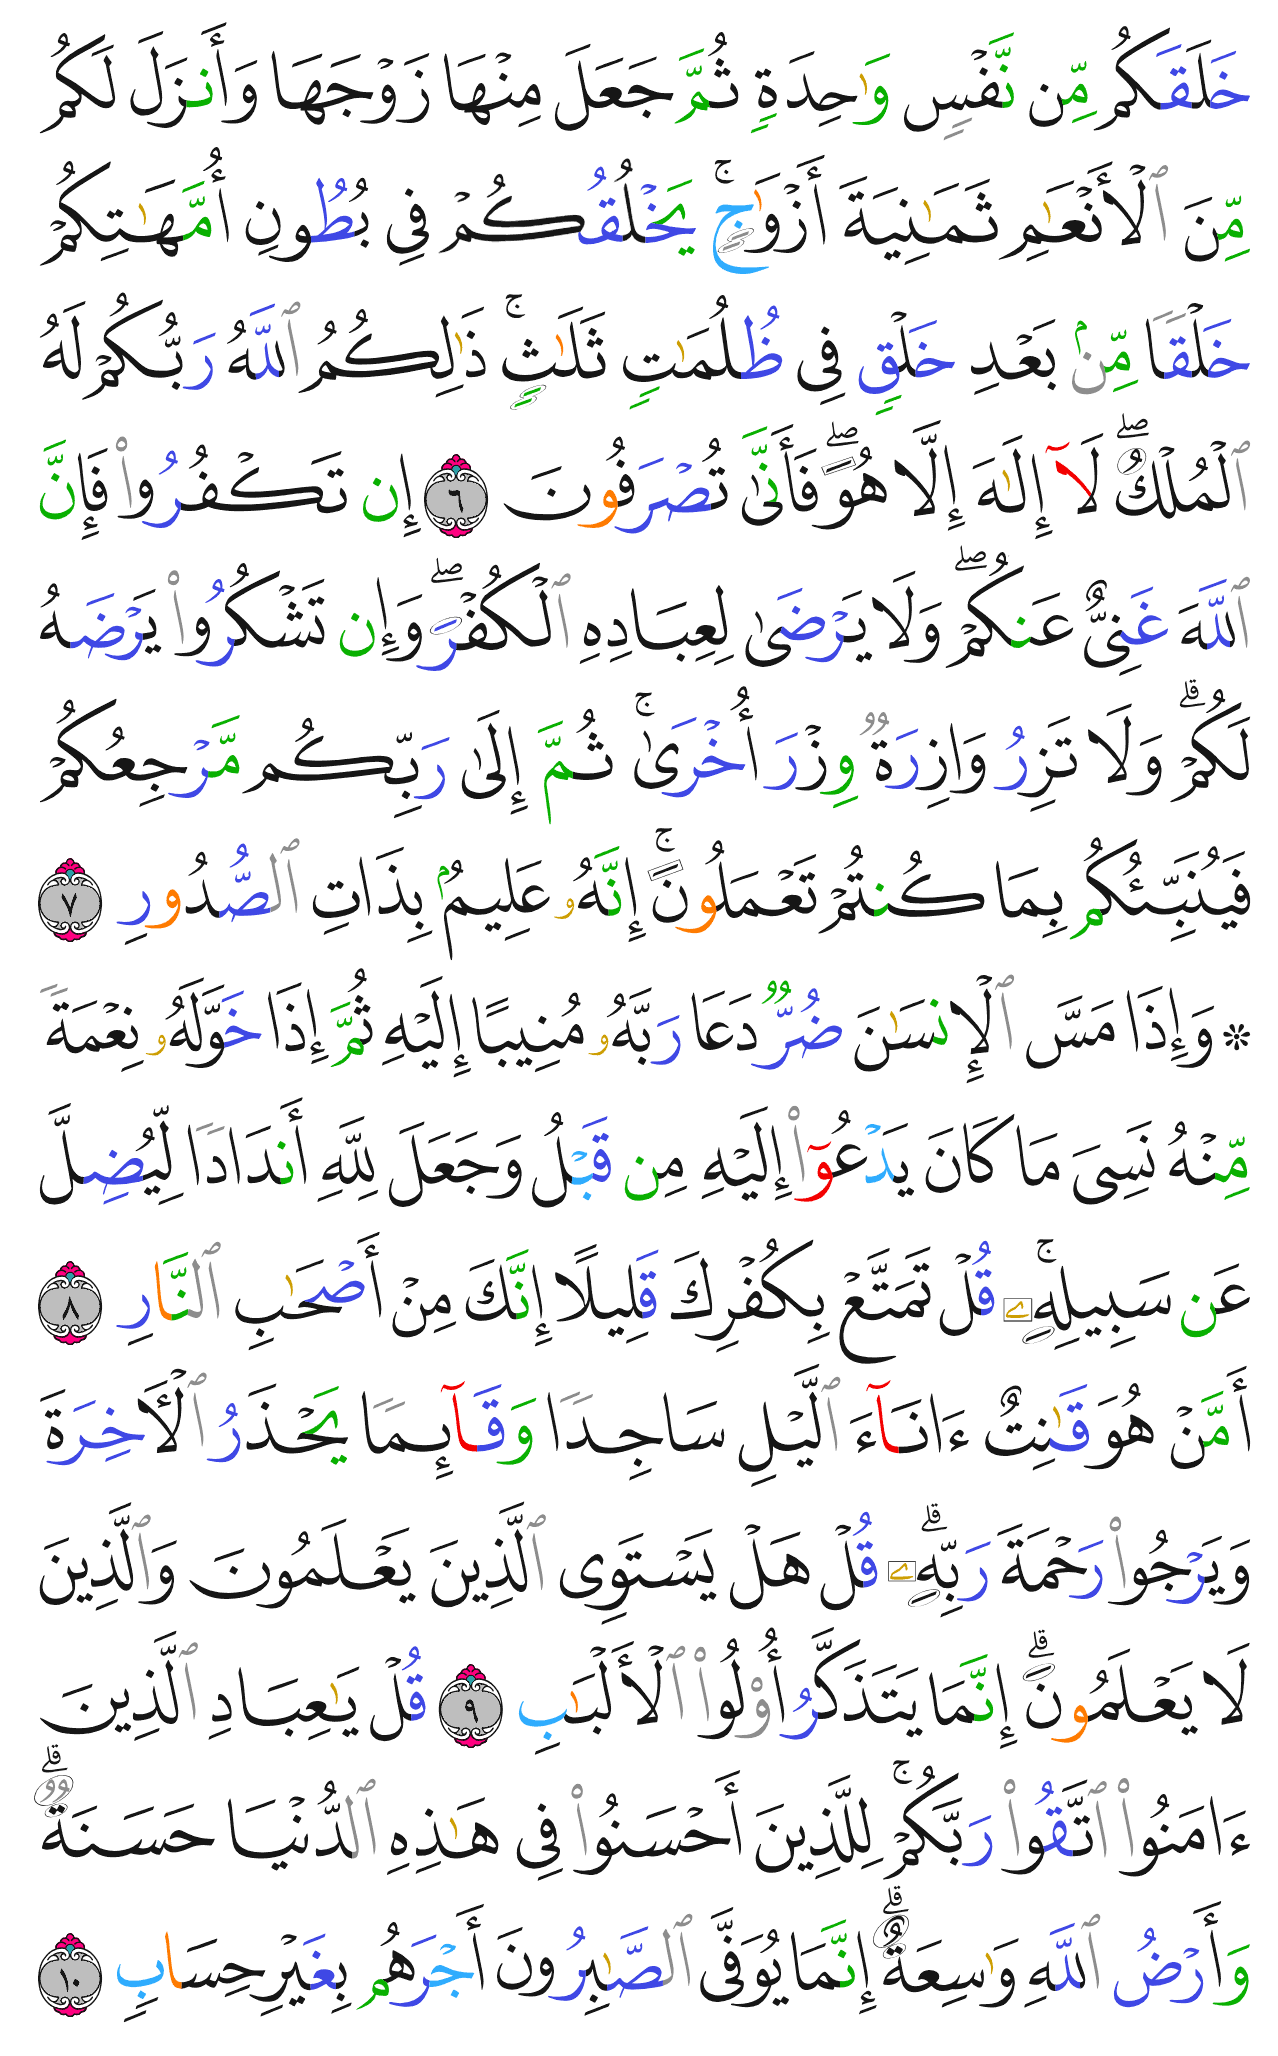 خَلَقَكُم مِّن نَّفْسٍ وَٰحِدَةٍ ثُمَّ جَعَلَ مِنْهَا زَوْجَهَا وَأَنزَلَ لَكُم
مِّنَ ٱلْأَنْعَٰمِ ثَمَٰنِيَةَ أَزْوَٰجٍ ۚ يَخْلُقُكُمْ فِى بُطُونِ أُمَّهَٰتِكُمْ
خَلْقًا مِّنۢ بَعْدِ خَلْقٍ فِى ظُلُمَٰتٍ ثَلَٰثٍ ۚ ذَٰلِكُمُ ٱللَّهُ رَبُّكُمْ لَهُ
ٱلْمُلْكُ ۖ لَآ إِلَٰهَ إِلَّا هُوَ ۖ فَأَنَّىٰ تُصْرَفُونَ ٦ إِن تَكْفُرُوا۟ فَإِنَّ
ٱللَّهَ غَنِىٌّ عَنكُمْ ۖ وَلَا يَرْضَىٰ لِعِبَادِهِ ٱلْكُفْرَ ۖ وَإِن تَشْكُرُوا۟ يَرْضَهُ
لَكُمْ ۗ وَلَا تَزِرُ وَازِرَةٌ وِزْرَ أُخْرَىٰ ۚ ثُمَّ إِلَىٰ رَبِّكُم مَّرْجِعُكُمْ
فَيُنَبِّئُكُم بِمَا كُنتُمْ تَعْمَلُونَ ۚ إِنَّهُۥ عَلِيمٌۢ بِذَاتِ ٱلصُّدُورِ ٧
۞ وَإِذَا مَسَّ ٱلْإِنسَٰنَ ضُرٌّ دَعَا رَبَّهُۥ مُنِيبًا إِلَيْهِ ثُمَّ إِذَا خَوَّلَهُۥ نِعْمَةً
مِّنْهُ نَسِىَ مَا كَانَ يَدْعُوٓا۟ إِلَيْهِ مِن قَبْلُ وَجَعَلَ لِلَّهِ أَندَادًا لِّيُضِلَّ
عَن سَبِيلِهِۦ ۚ قُلْ تَمَتَّعْ بِكُفْرِكَ قَلِيلًا إِنَّكَ مِنْ أَصْحَٰبِ ٱلنَّارِ ٨
أَمَّنْ هُوَ قَٰنِتٌ ءَانَآءَ ٱلَّيْلِ سَاجِدًا وَقَآئِمًا يَحْذَرُ ٱلْءَاخِرَةَ
وَيَرْجُوا۟ رَحْمَةَ رَبِّهِۦ ۗ قُلْ هَلْ يَسْتَوِى ٱلَّذِينَ يَعْلَمُونَ وَٱلَّذِينَ
لَا يَعْلَمُونَ ۗ إِنَّمَا يَتَذَكَّرُ أُو۟لُوا۟ ٱلْأَلْبَٰبِ ٩ قُلْ يَٰعِبَادِ ٱلَّذِينَ
ءَامَنُوا۟ ٱتَّقُوا۟ رَبَّكُمْ ۚ لِلَّذِينَ أَحْسَنُوا۟ فِى هَٰذِهِ ٱلدُّنْيَا حَسَنَةٌ ۗ
وَأَرْضُ ٱللَّهِ وَٰسِعَةٌ ۗ إِنَّمَا يُوَفَّى ٱلصَّٰبِرُونَ أَجْرَهُم بِغَيْرِ حِسَابٍ ١٠